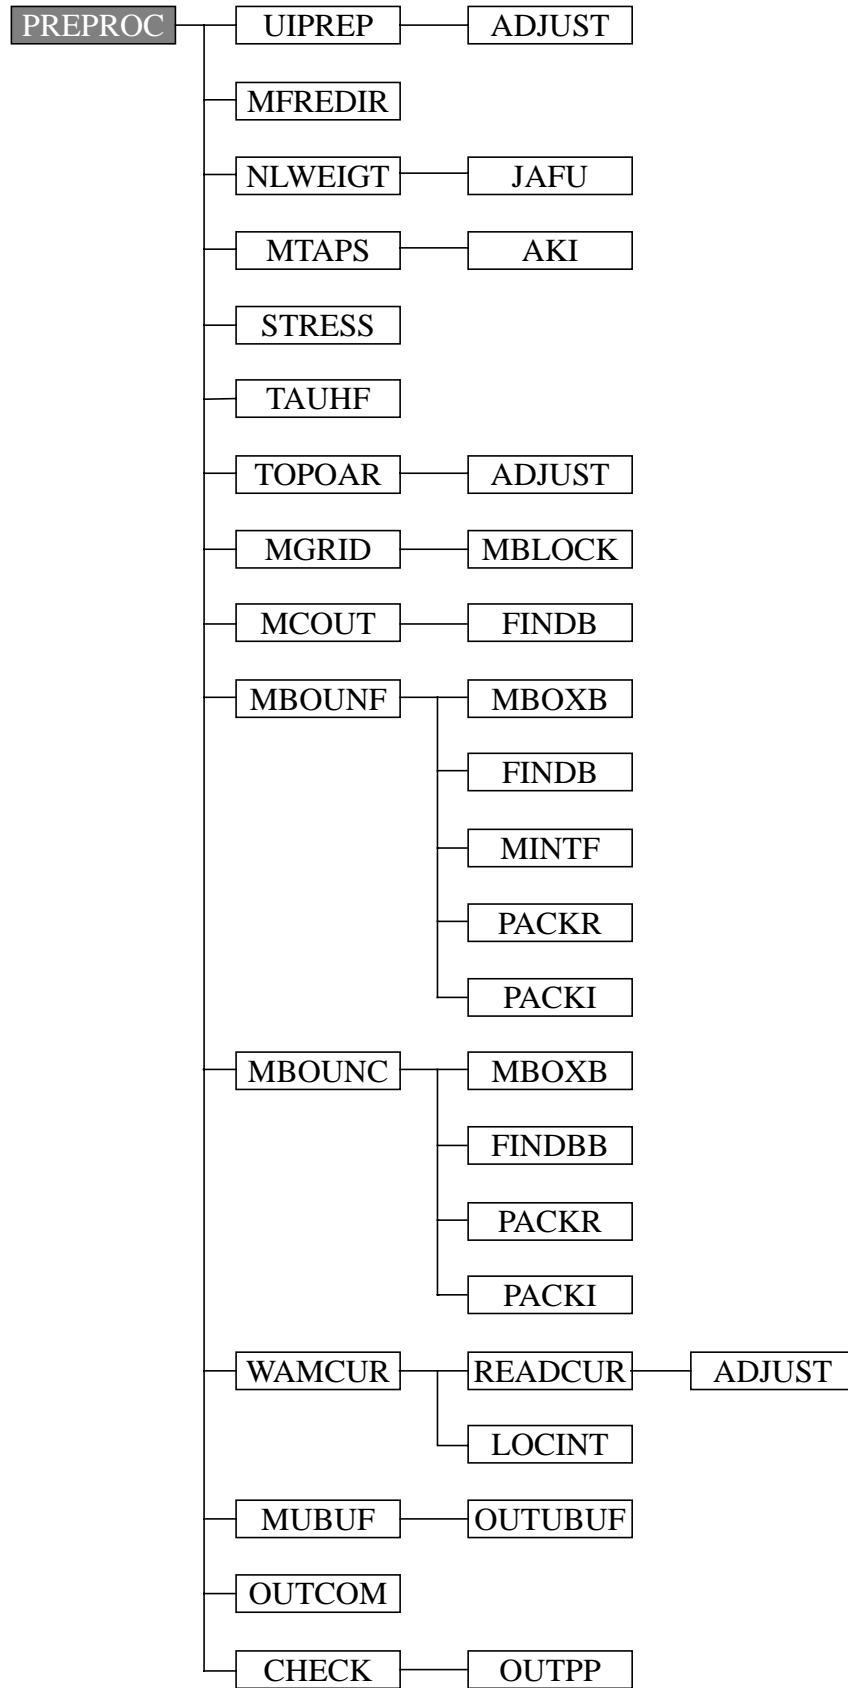 PREPROC UIPREP ADJUST
MFREDIR
NLWEIGT JAFU
MTAPS AKI
STRESS
TAUHF
TOPOAR ADJUST
MGRID MBLOCK
MCOUT FINDB
MBOUNF MBOXB
FINDB
MINTF
PACKR
PACKI
MBOUNC MBOXB
FINDBB
PACKR
PACKI
WAMCUR READCUR ADJUST
LOCINT
MUBUF OUTUBUF
OUTCOM
CHECK OUTPP